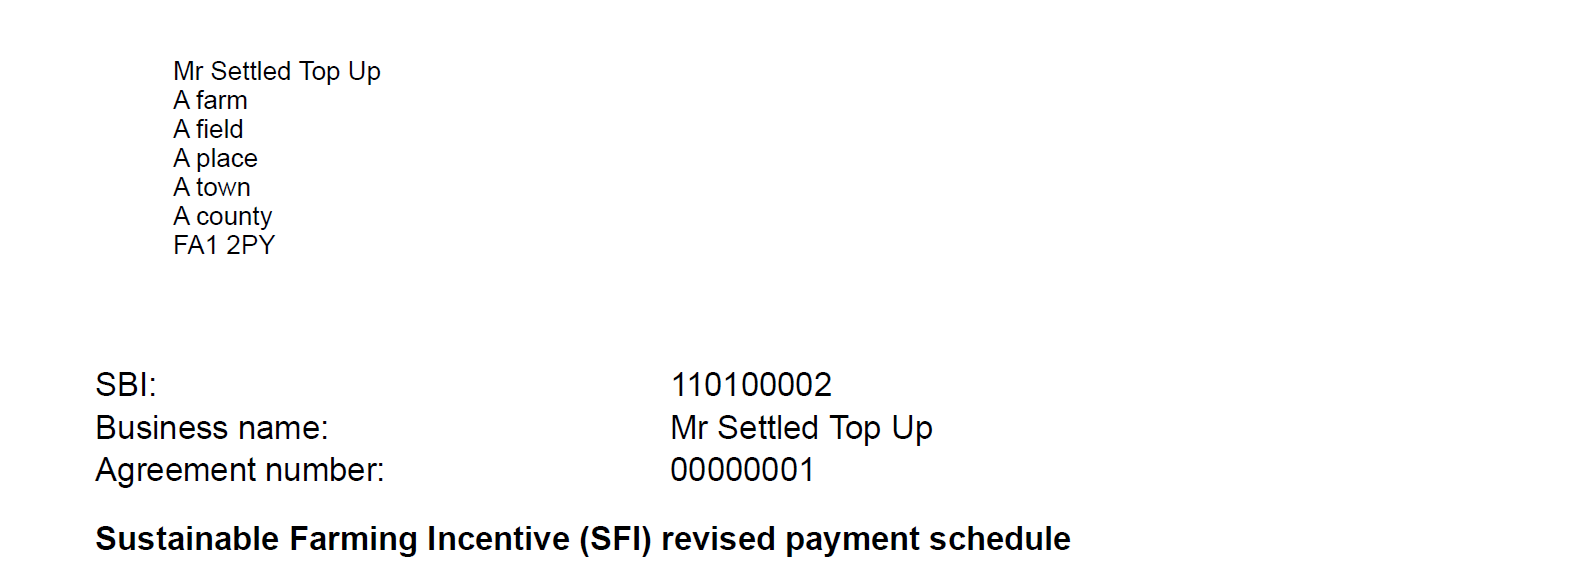 Mr Settled Top Up
A farm
A field
A place
A town
A county
FA1 2PY
SBI: 110100002
Business name: Mr Settled Top Up
Agreement number: 00000001
Sustainable Farming Incentive (SFI) revised payment schedule